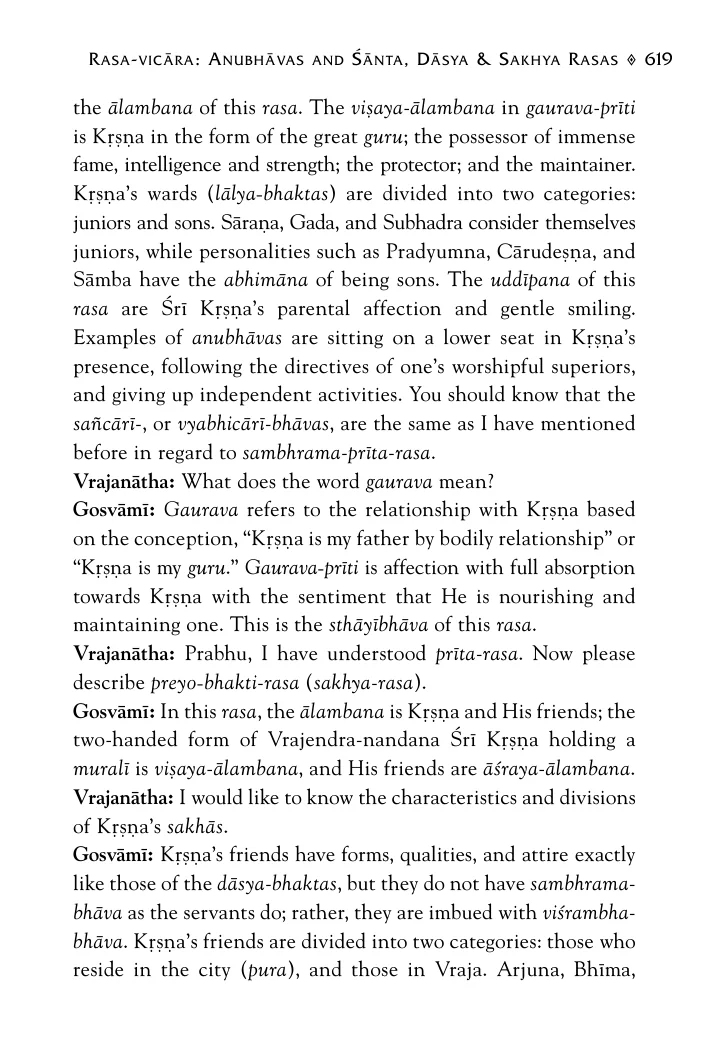 Rasa-vicāra: Anubhāvas and Śānta, Dāsya & Sakhya Rasas ◊ 619
the ālambana of this rasa. The viṣaya-ālambana in gaurava-prīti
is Kṛṣṇa in the form of the great guru; the possessor of immense
fame, intelligence and strength; the protector; and the maintainer.
Kṛṣṇa’s wards (lālya-bhaktas) are divided into two categories:
juniors and sons. Sāraṇa, Gada, and Subhadra consider themselves
juniors, while personalities such as Pradyumna, Cārudeṣṇa, and
Sāmba have the abhimāna of being sons. The uddīpana of this
rasa are Śrī Kṛṣṇa’s parental affection and gentle smiling.
Examples of anubhāvas are sitting on a lower seat in Kṛṣṇa’s
presence, following the directives of one’s worshipful superiors,
and giving up independent activities. You should know that the
sañcārī-, or vyabhicārī-bhāvas, are the same as I have mentioned
before in regard to sambhrama-prīta-rasa.
Vrajanātha: What does the word gaurava mean?
Gosvāmī: Gaurava refers to the relationship with Kṛṣṇa based
on the conception, “Kṛṣṇa is my father by bodily relationship” or
“Kṛṣṇa is my guru.” Gaurava-prīti is affection with full absorption
towards Kṛṣṇa with the sentiment that He is nourishing and
maintaining one. This is the sthāyībhāva of this rasa.
Vrajanātha: Prabhu, I have understood prīta-rasa. Now please
describe preyo-bhakti-rasa (sakhya-rasa).
Gosvāmī: In this rasa, the ālambana is Kṛṣṇa and His friends; the
two-handed form of Vrajendra-nandana Śrī Kṛṣṇa holding a
muralī is viṣaya-ālambana, and His friends are āśraya-ālambana.
Vrajanātha: I would like to know the characteristics and divisions
of Kṛṣṇa’s sakhās.
Gosvāmī: Kṛṣṇa’s friends have forms, qualities, and attire exactly
like those of the dāsya-bhaktas, but they do not have sambhrama-
bhāva as the servants do; rather, they are imbued with viśrambha-
bhāva. Kṛṣṇa’s friends are divided into two categories: those who
reside in the city (pura), and those in Vraja. Arjuna, Bhīma,